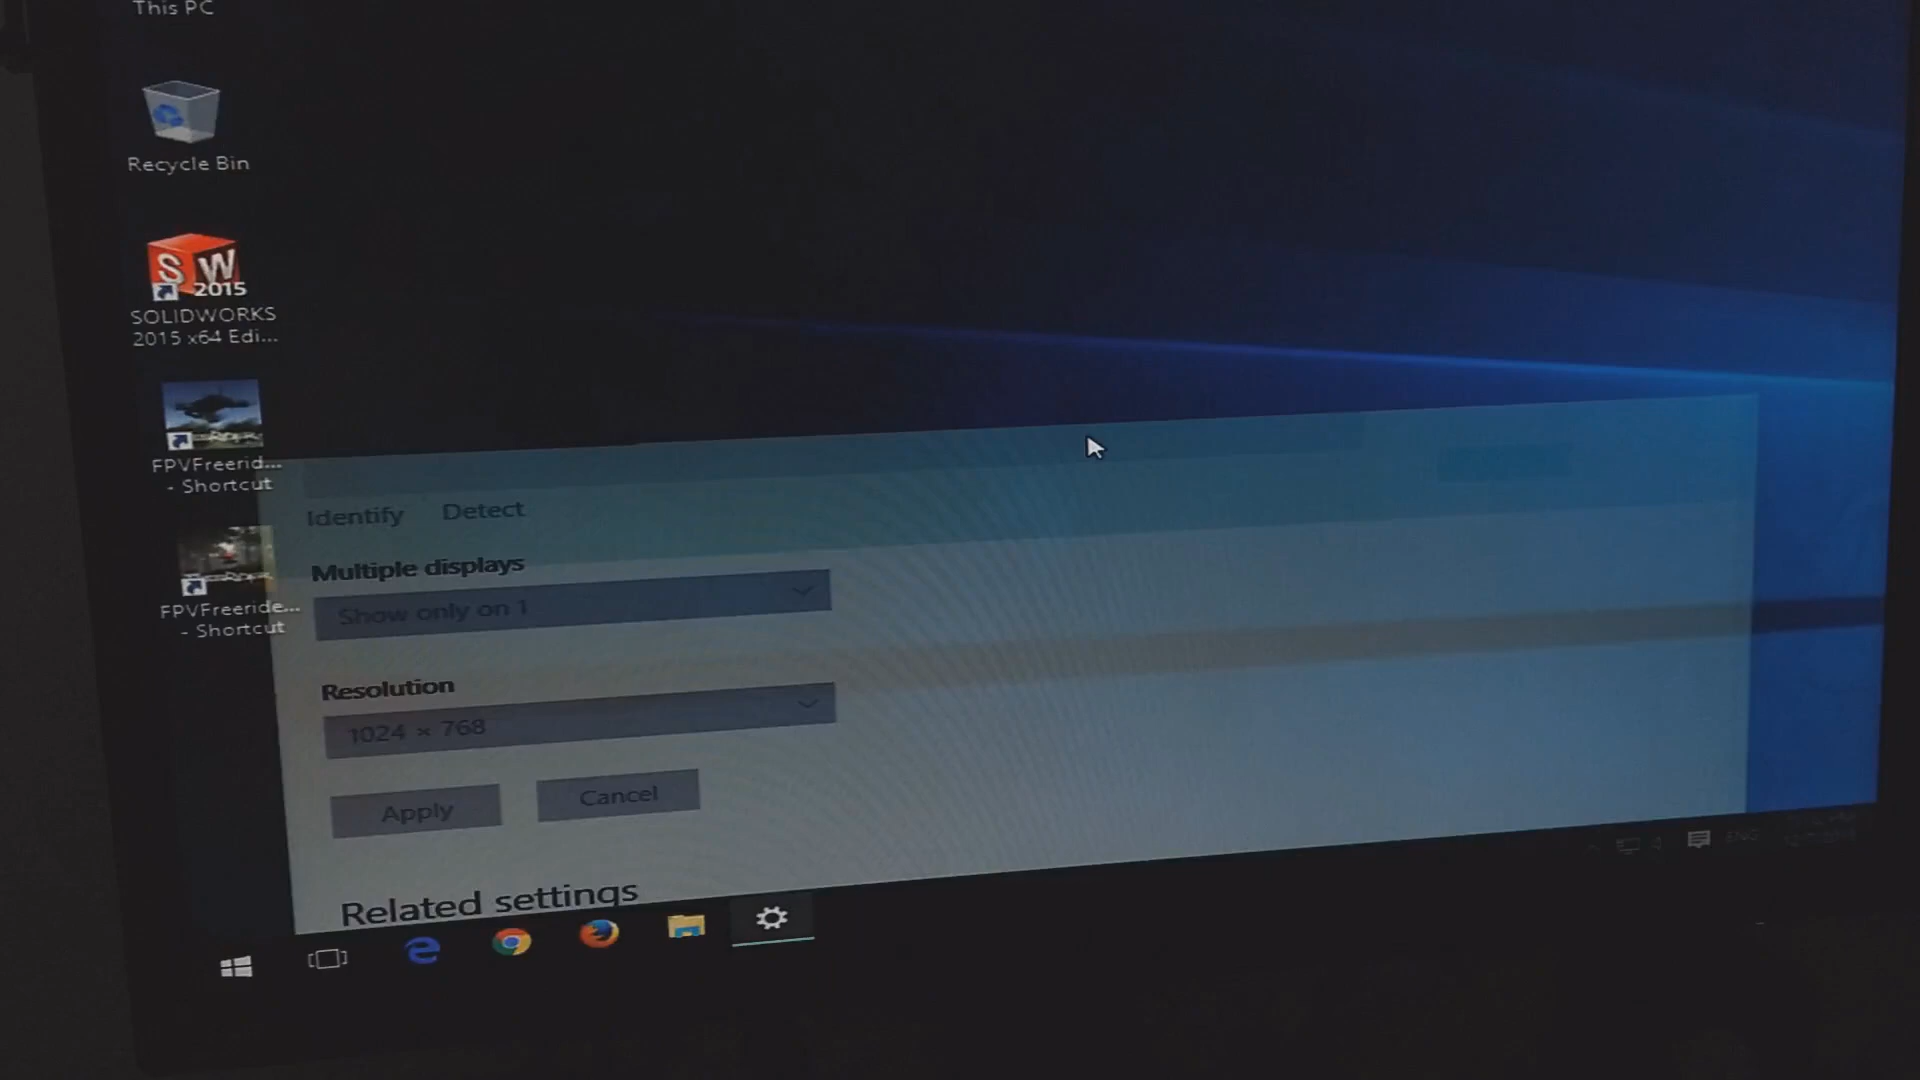 This PC
Recycle Bin
S W
2015
SOLIDWORKS
2015 x64 Edi...
FPVFreerid...
- Shortcut
FPVFreeride...
- Shortcut
Identify Detect
Multiple displays
Show only on 1
Resolution
1024 × 768
Apply Cancel
Related settings
ENG